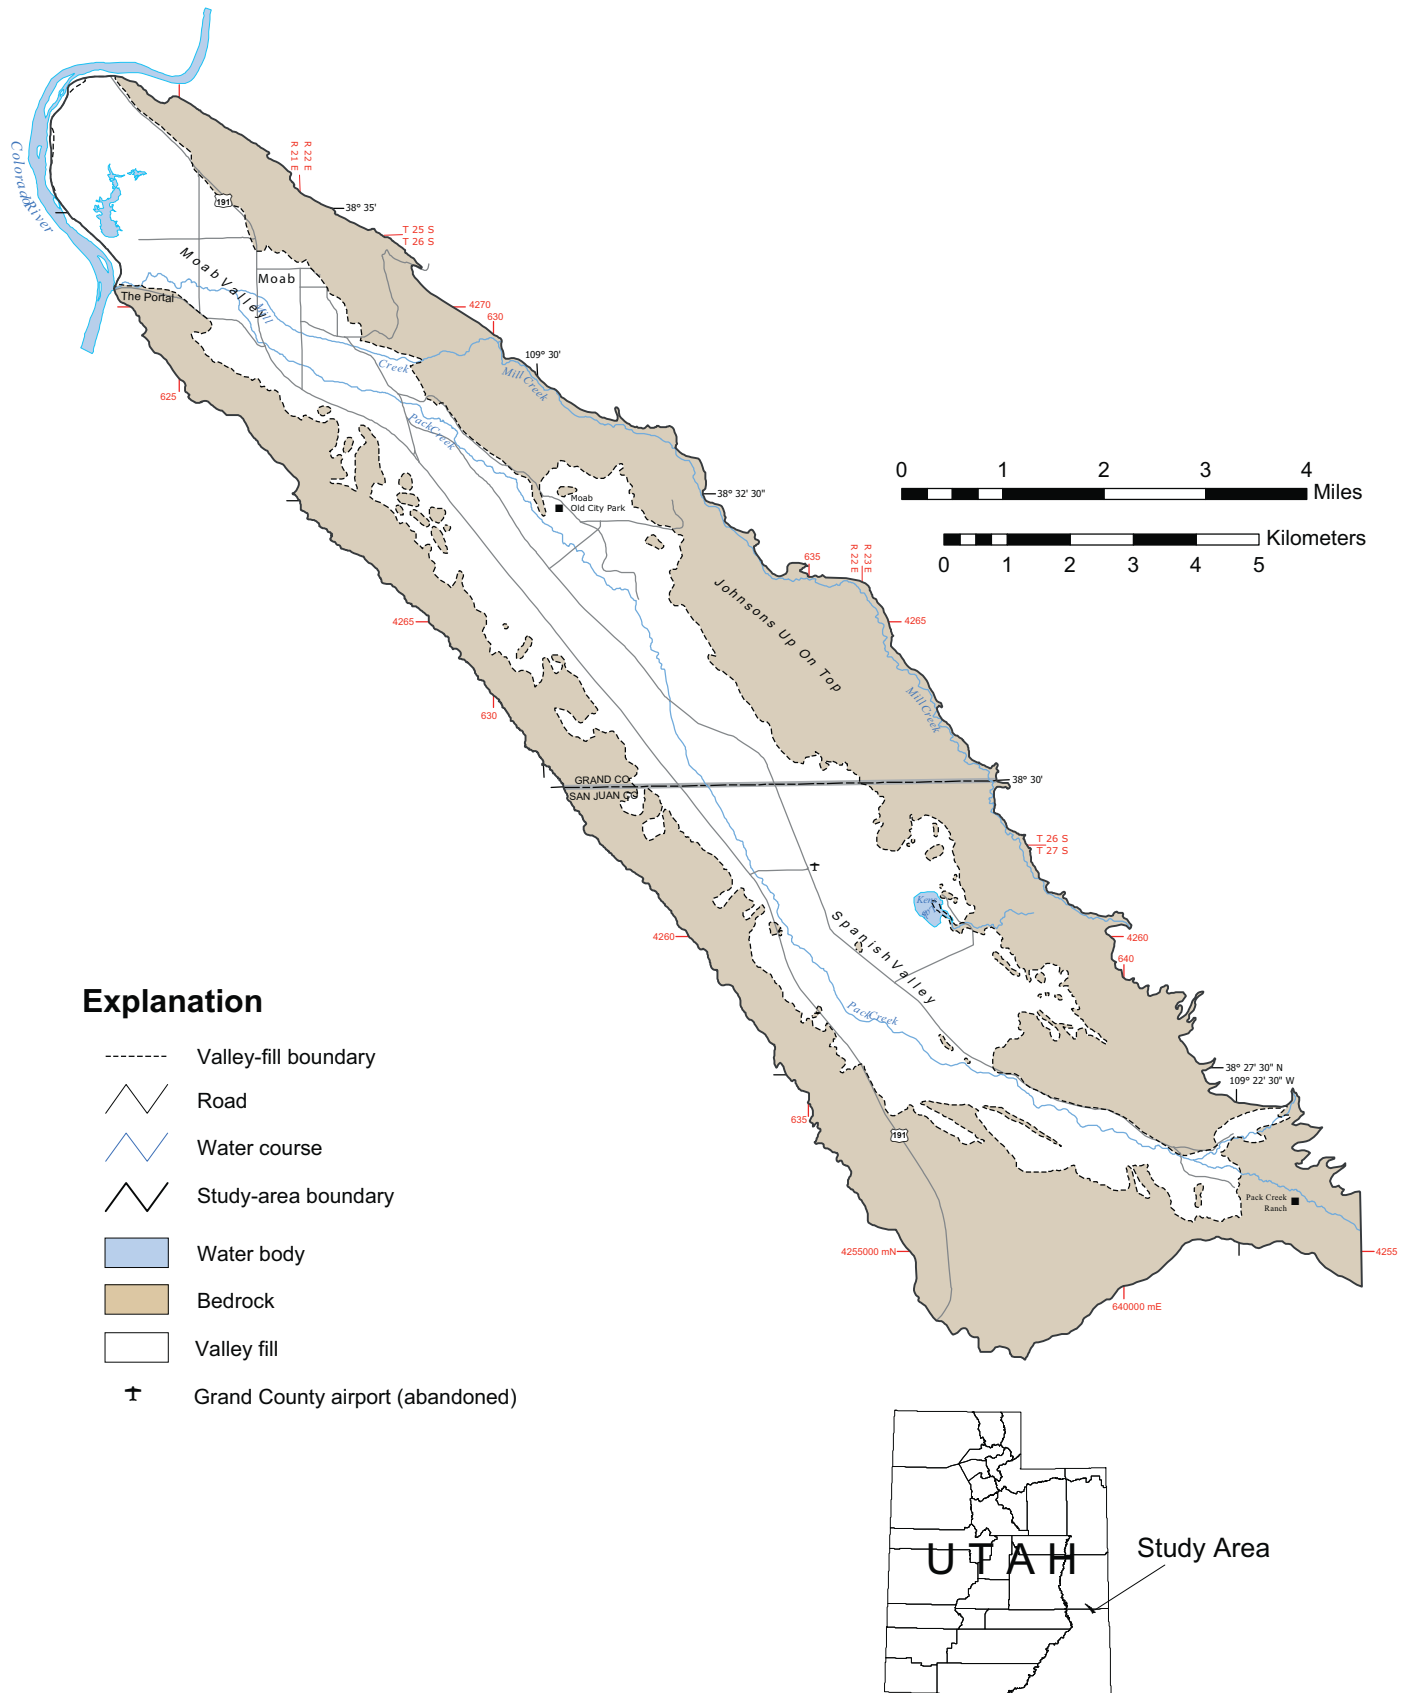 Colorado River
R 21 E
R 22 E
38° 35'
191
T 25 S
T 26 S
Moab Valley
Moab
The Portal
Mill
Creek
4270
630
109° 30'
Mill Creek
625
Pack Creek
0 1 2 3 4
Miles
38° 32' 30"
Moab
Old City Park
Kilometers
0 1 2 3 4 5
635
R 22 E
R 23 E
Johnsons Up On Top
4265
4265
Mill Creek
630
GRAND CO
SAN JUAN CO
38° 30'
T 26 S
T 27 S
Spanish Valley
4260
4260
640
Pack Creek
38° 27' 30" N
109° 22' 30" W
635
191
Pack Creek
Ranch
4255000 mN
4255
640000 mE
Explanation
Valley-fill boundary
Road
Water course
Study-area boundary
Water body
Bedrock
Valley fill
Grand County airport (abandoned)
UTAH
Study Area